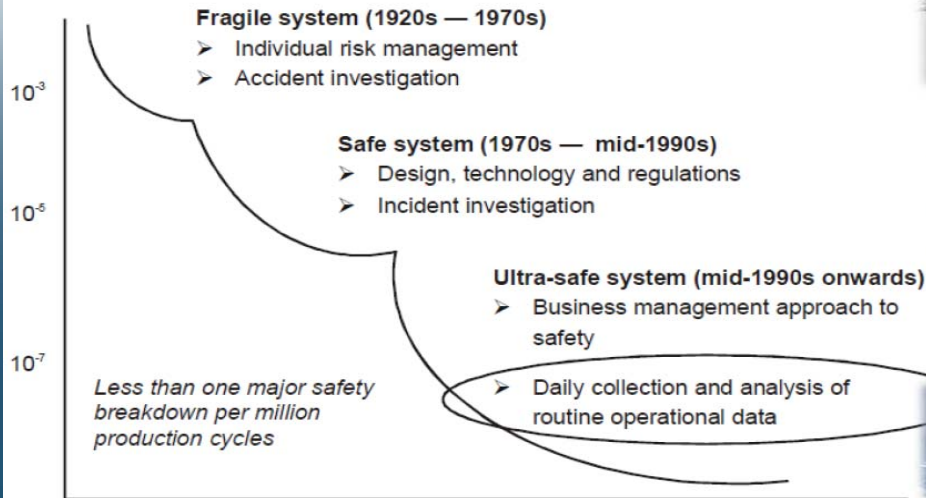 Fragile system (1920s — 1970s)
➢ Individual risk management
➢ Accident investigation
10⁻³
Safe system (1970s — mid-1990s)
➢ Design, technology and regulations
➢ Incident investigation
10⁻⁵
Ultra-safe system (mid-1990s onwards)
➢ Business management approach to
safety
10⁻⁷
➢ Daily collection and analysis of
routine operational data
Less than one major safety
breakdown per million
production cycles